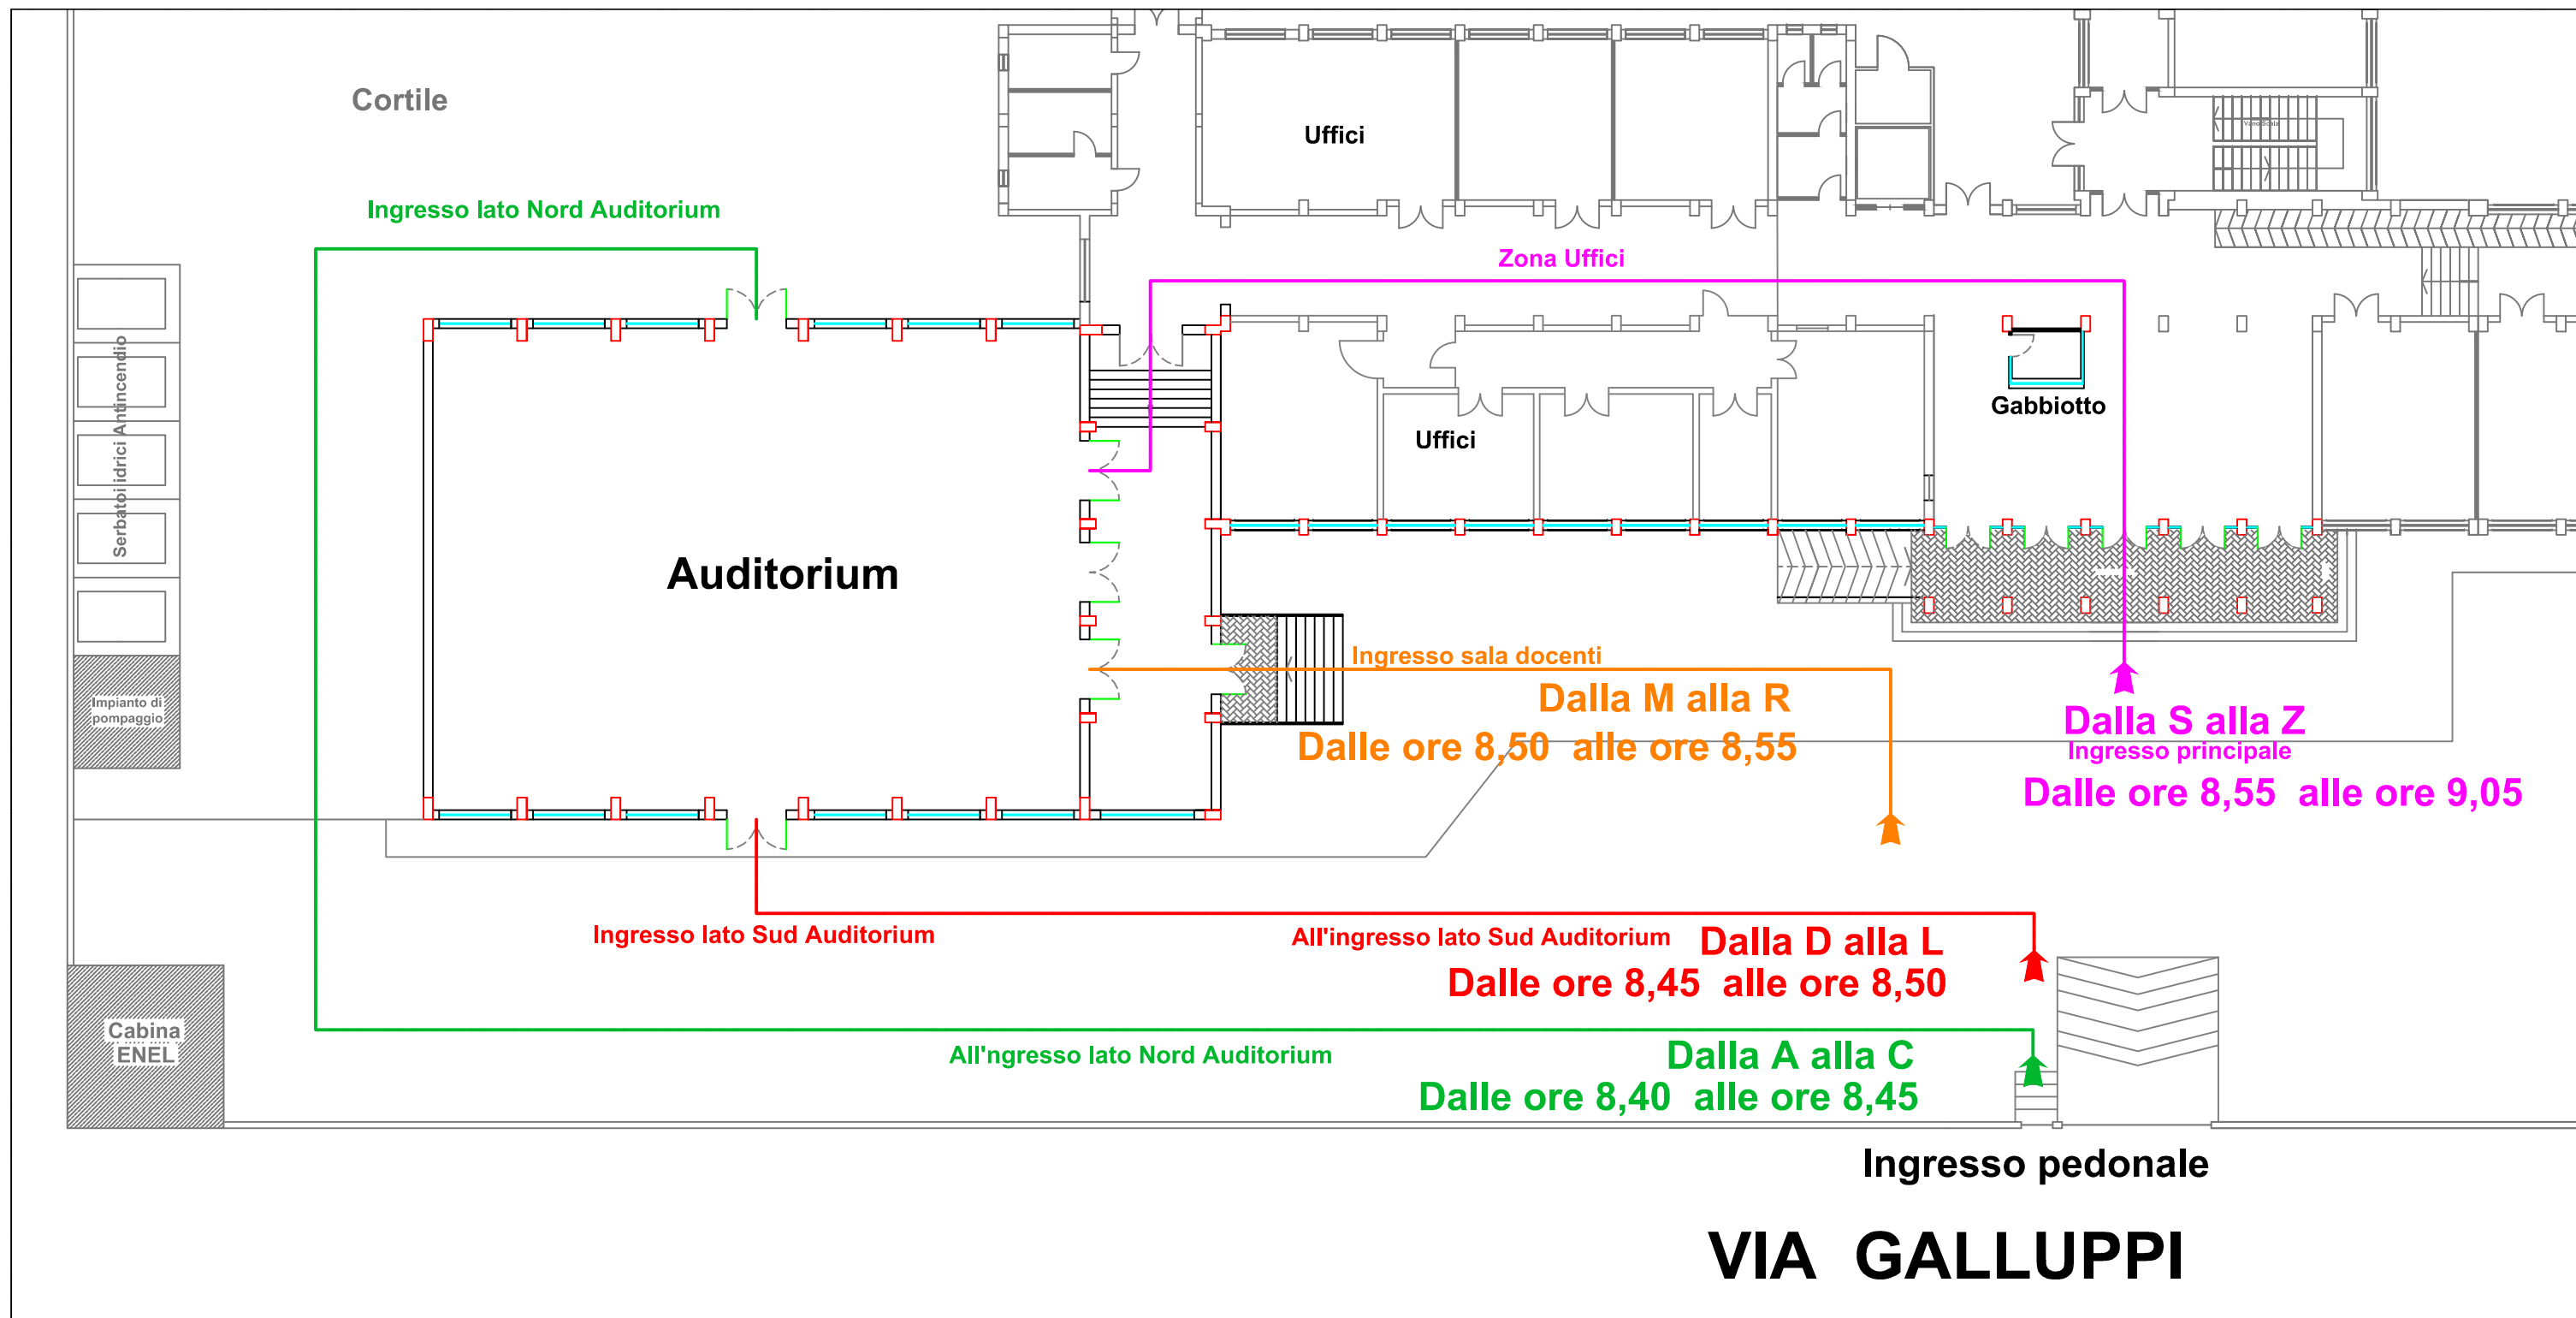 Cortile
Uffici
Vano Scala
Ingresso lato Nord Auditorium
Zona Uffici
Serbatoi idrici Antincendio
Gabbiotto
Uffici
Auditorium
Ingresso sala docenti
Dalla M alla R
Dalle ore 8,50 alle ore 8,55
Impianto di
pompaggio
Dalla S alla Z
Ingresso principale
Dalle ore 8,55 alle ore 9,05
Ingresso lato Sud Auditorium
All'ingresso lato Sud Auditorium
Dalla D alla L
Dalle ore 8,45 alle ore 8,50
Cabina
ENEL
All'ngresso lato Nord Auditorium
Dalla A alla C
Dalle ore 8,40 alle ore 8,45
Ingresso pedonale
VIA GALLUPPI